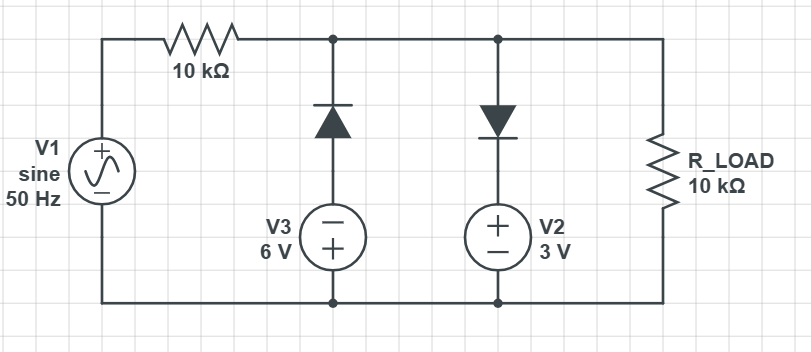 10 kΩ
V1
sine
50 Hz
V3
6 V
V2
3 V
R_LOAD
10 kΩ